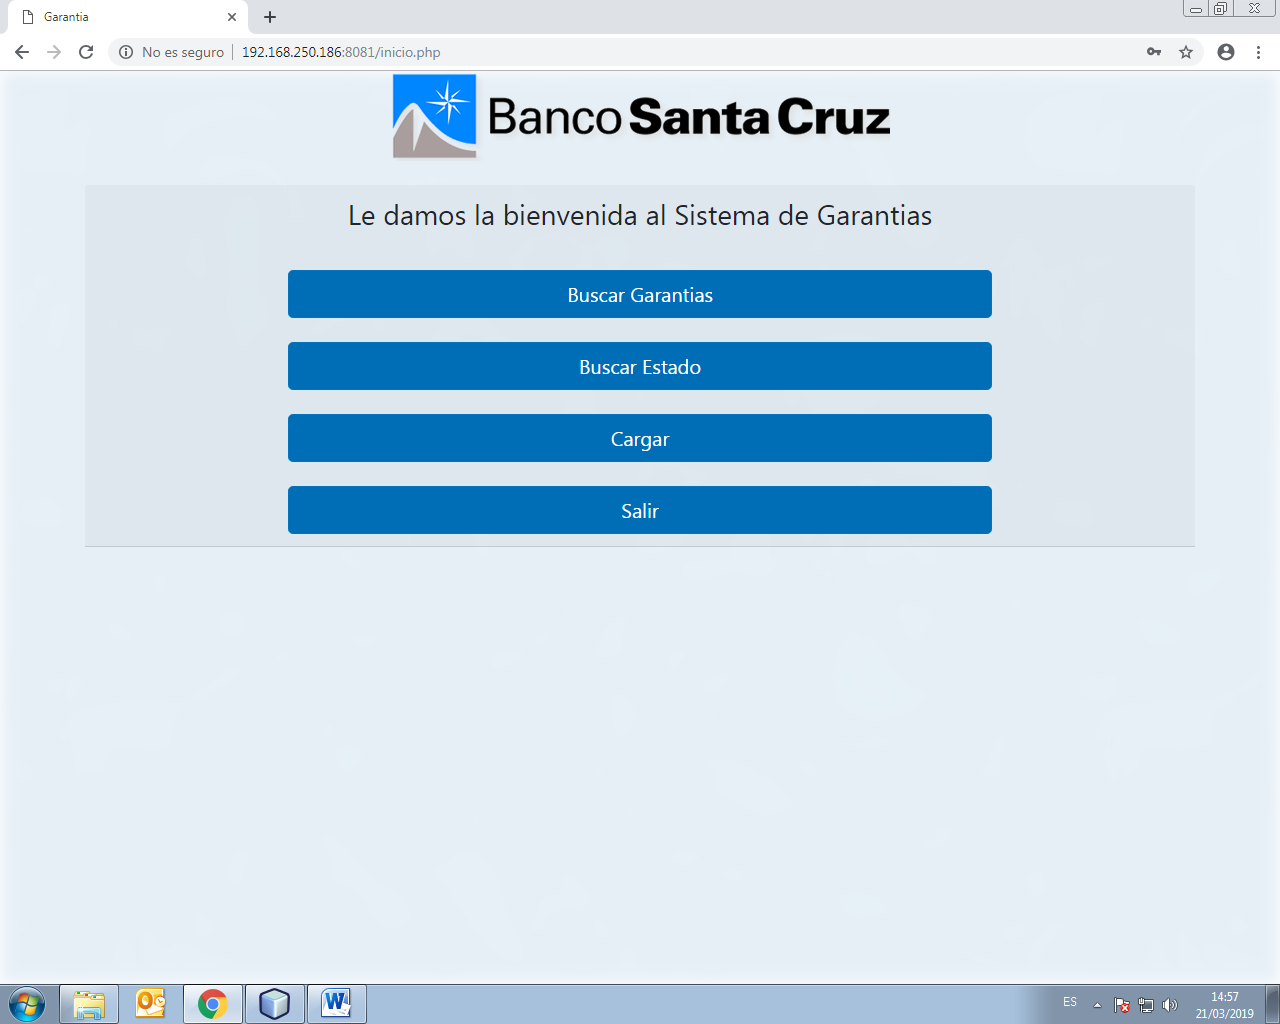 Garantia
No es seguro
192.168.250.186:8081/inicio.php
Banco Santa Cruz
Le damos la bienvenida al Sistema de Garantias
Buscar Garantias
Buscar Estado
Cargar
Salir
ES
14:57
21/03/2019